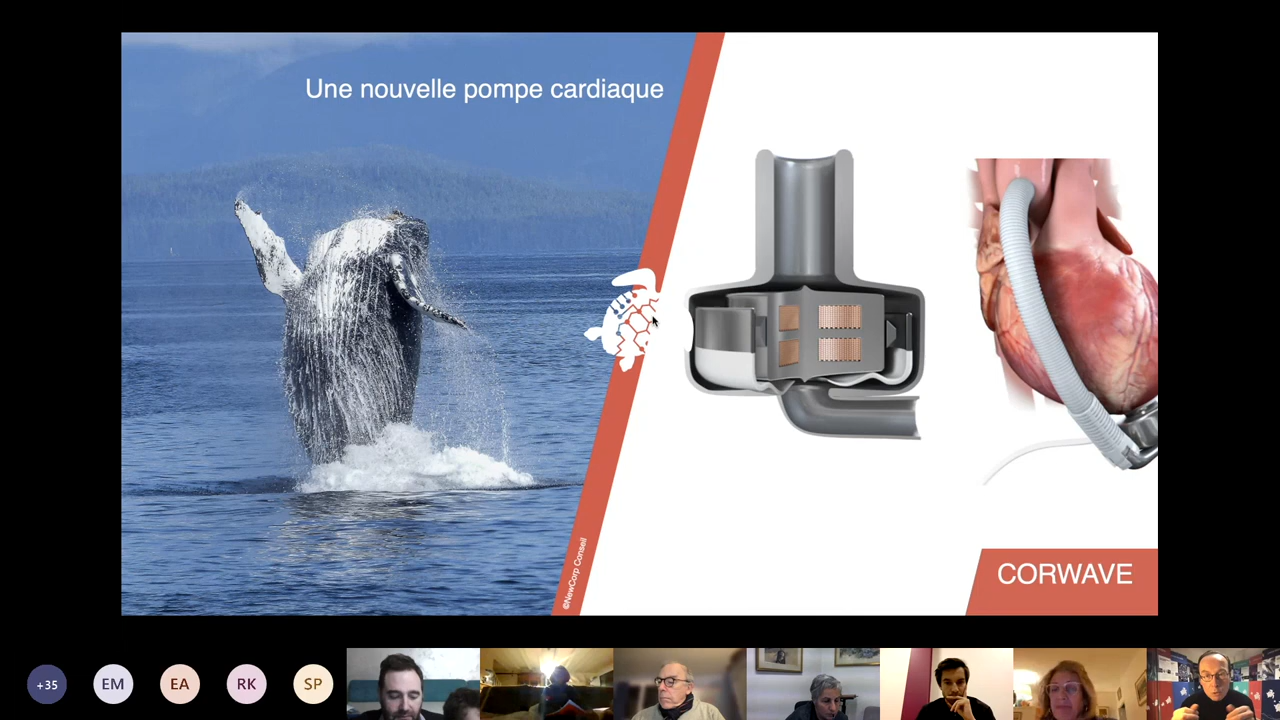 Une nouvelle pompe cardiaque
©NewCorp Conseil
CORWAVE
+35
EM
EA
RK
SP